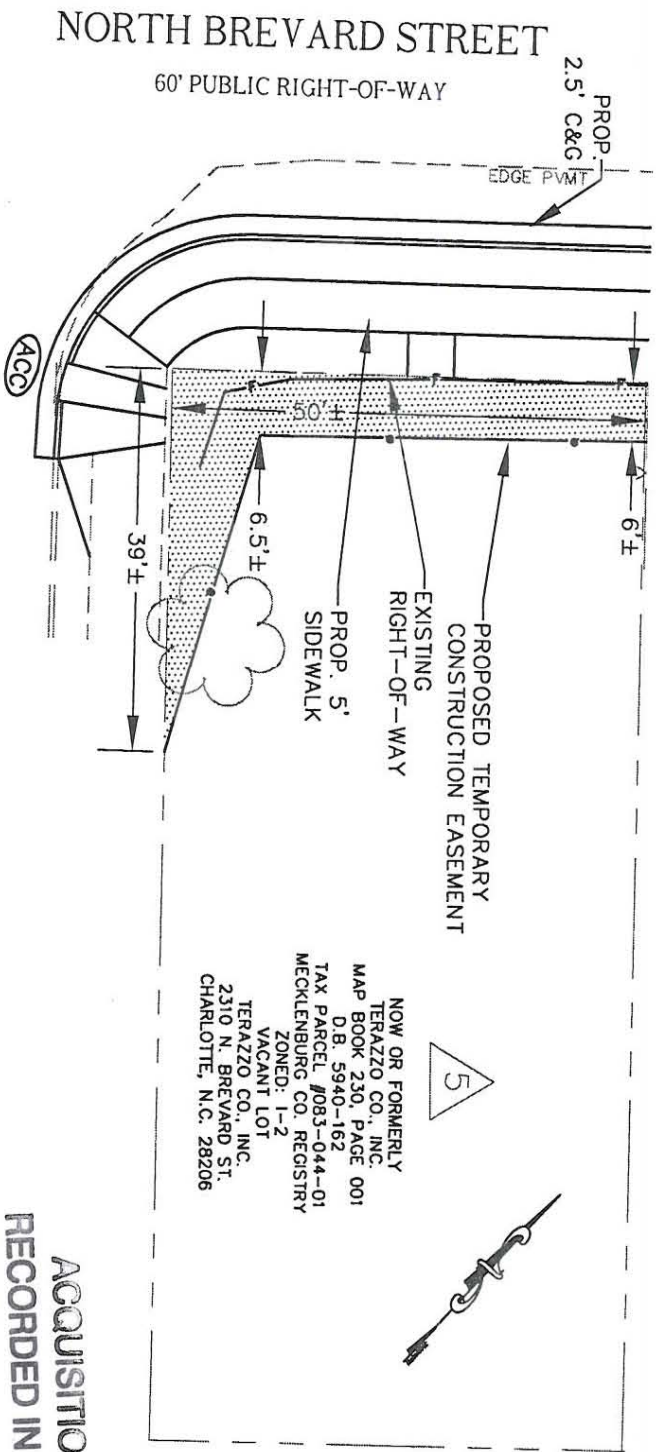 NORTH BREVARD STREET
60' PUBLIC RIGHT-OF-WAY
PROP.
2.5' C&G
EDGE PVMT
ACC
50'±
39'±
6.5'±
6'±
PROPOSED TEMPORARY
CONSTRUCTION EASEMENT
EXISTING
RIGHT-OF-WAY
PROP. 5'
SIDEWALK
F
F
F
5
NOW OR FORMERLY
TERAZZO CO., INC.
MAP BOOK 230, PAGE 001
D.B. 5940-162
TAX PARCEL #083-044-01
MECKLENBURG CO. REGISTRY
ZONED: I-2
VACANT LOT
TERAZZO CO., INC.
2310 N. BREVARD ST.
CHARLOTTE, N.C. 28206
N
ACQUISITIO
RECORDED IN